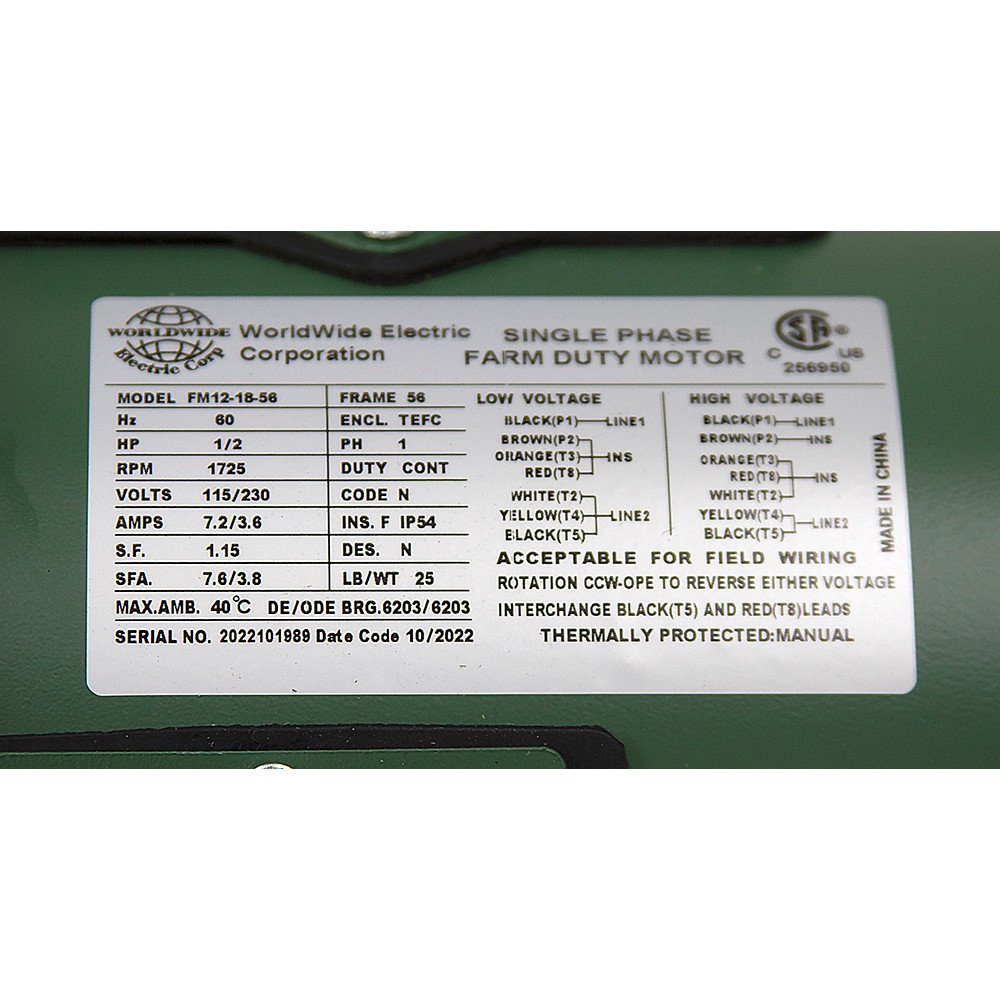 WORLDWIDE
Electric Corp
WorldWide Electric
Corporation
SINGLE PHASE
FARM DUTY MOTOR
CSA®
C US
256950
MODEL FM12-18-56 FRAME 56
Hz 60 ENCL. TEFC
HP 1/2 PH 1
RPM 1725 DUTY CONT
VOLTS 115/230 CODE N
AMPS 7.2/3.6 INS. F IP54
S.F. 1.15 DES. N
SFA. 7.6/3.8 LB/WT 25
MAX.AMB. 40℃ DE/ODE BRG.6203/6203
SERIAL NO. 2022101989 Date Code 10/2022
LOW VOLTAGE
BLACK(P1) LINE1
BROWN(P2)
ORANGE(T3) INS
RED(T8)
WHITE(T2)
YELLOW(T4) LINE2
BLACK(T5)
HIGH VOLTAGE
BLACK(P1) LINE1
BROWN(P2) INS
ORANGE(T3)
RED(T8) INS
WHITE(T2)
YELLOW(T4) LINE2
BLACK(T5)
MADE IN CHINA
ACCEPTABLE FOR FIELD WIRING
ROTATION CCW-OPE TO REVERSE EITHER VOLTAGE
INTERCHANGE BLACK(T5) AND RED(T8)LEADS
THERMALLY PROTECTED:MANUAL